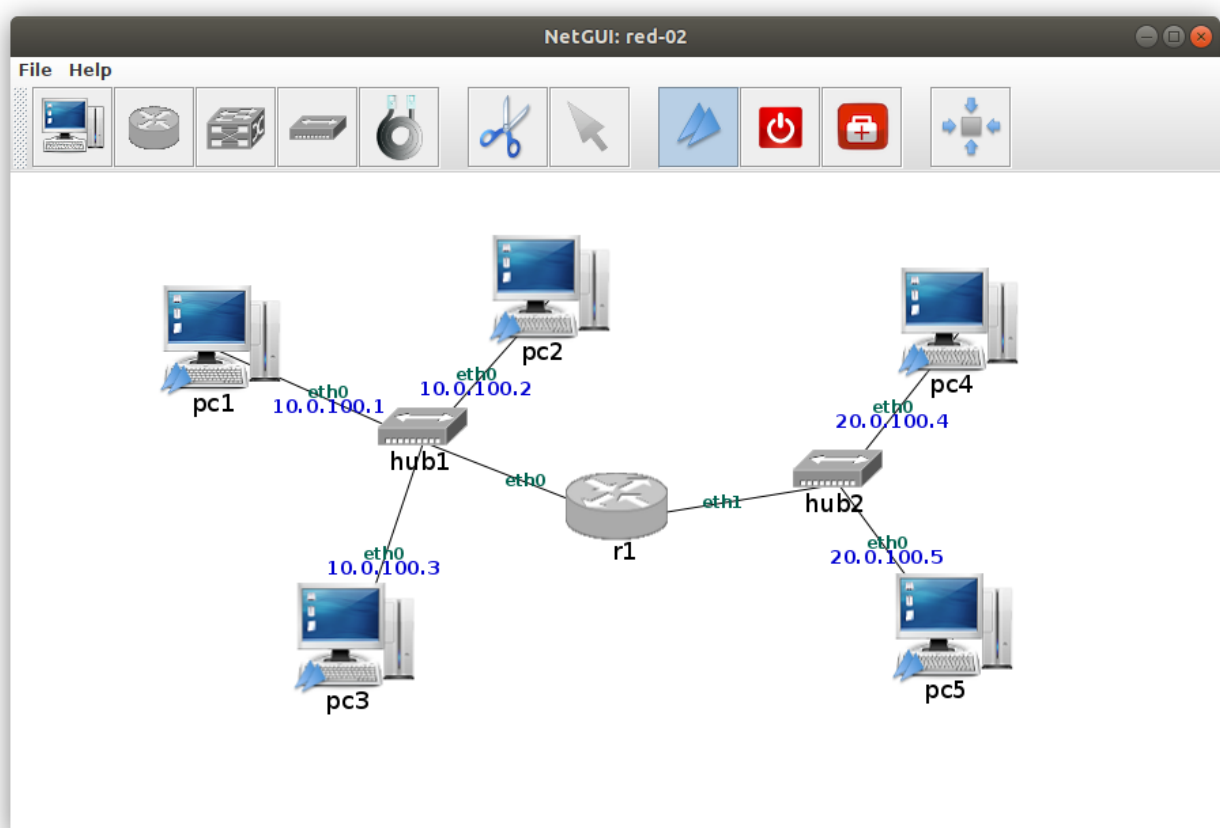 NetGUI: red-02
File Help
pc2
eth0
10.0.100.2
pc1
eth0
10.0.100.1
hub1
pc4
eth0
20.0.100.4
eth0
r1
eth1
hub2
eth0
10.0.100.3
pc3
eth0
20.0.100.5
pc5